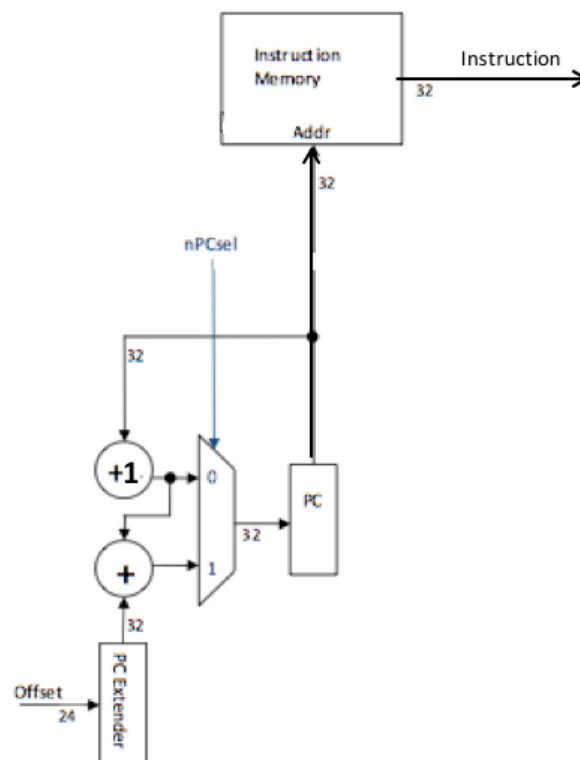 Instruction
Memory
Instruction
32
Addr
32
nPCsel
32
+1
0
PC
32
+
1
32
PC Extender
Offset
24